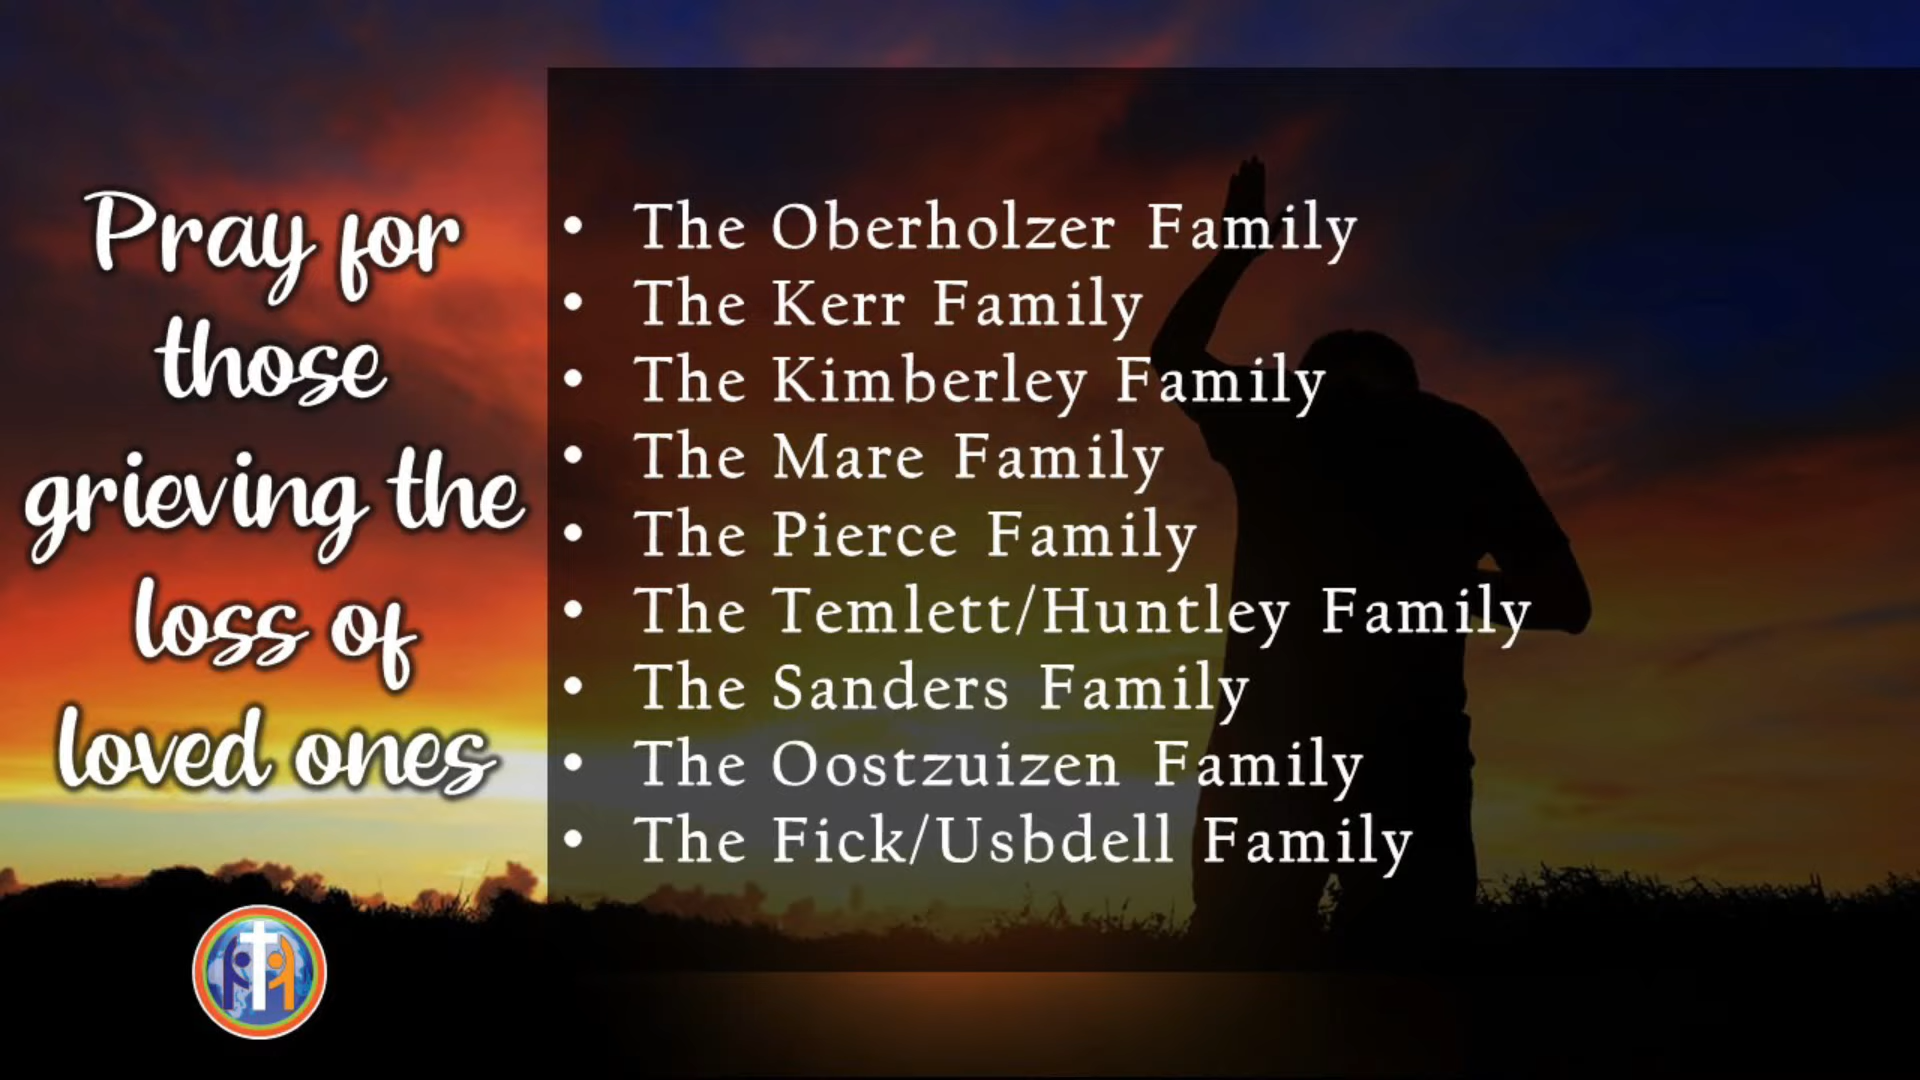 Pray for
those
grieving the
loss of
loved ones
• The Oberholzer Family
• The Kerr Family
• The Kimberley Family
• The Mare Family
• The Pierce Family
• The Temlett/Huntley Family
• The Sanders Family
• The Oostzuizen Family
• The Fick/Usbdell Family